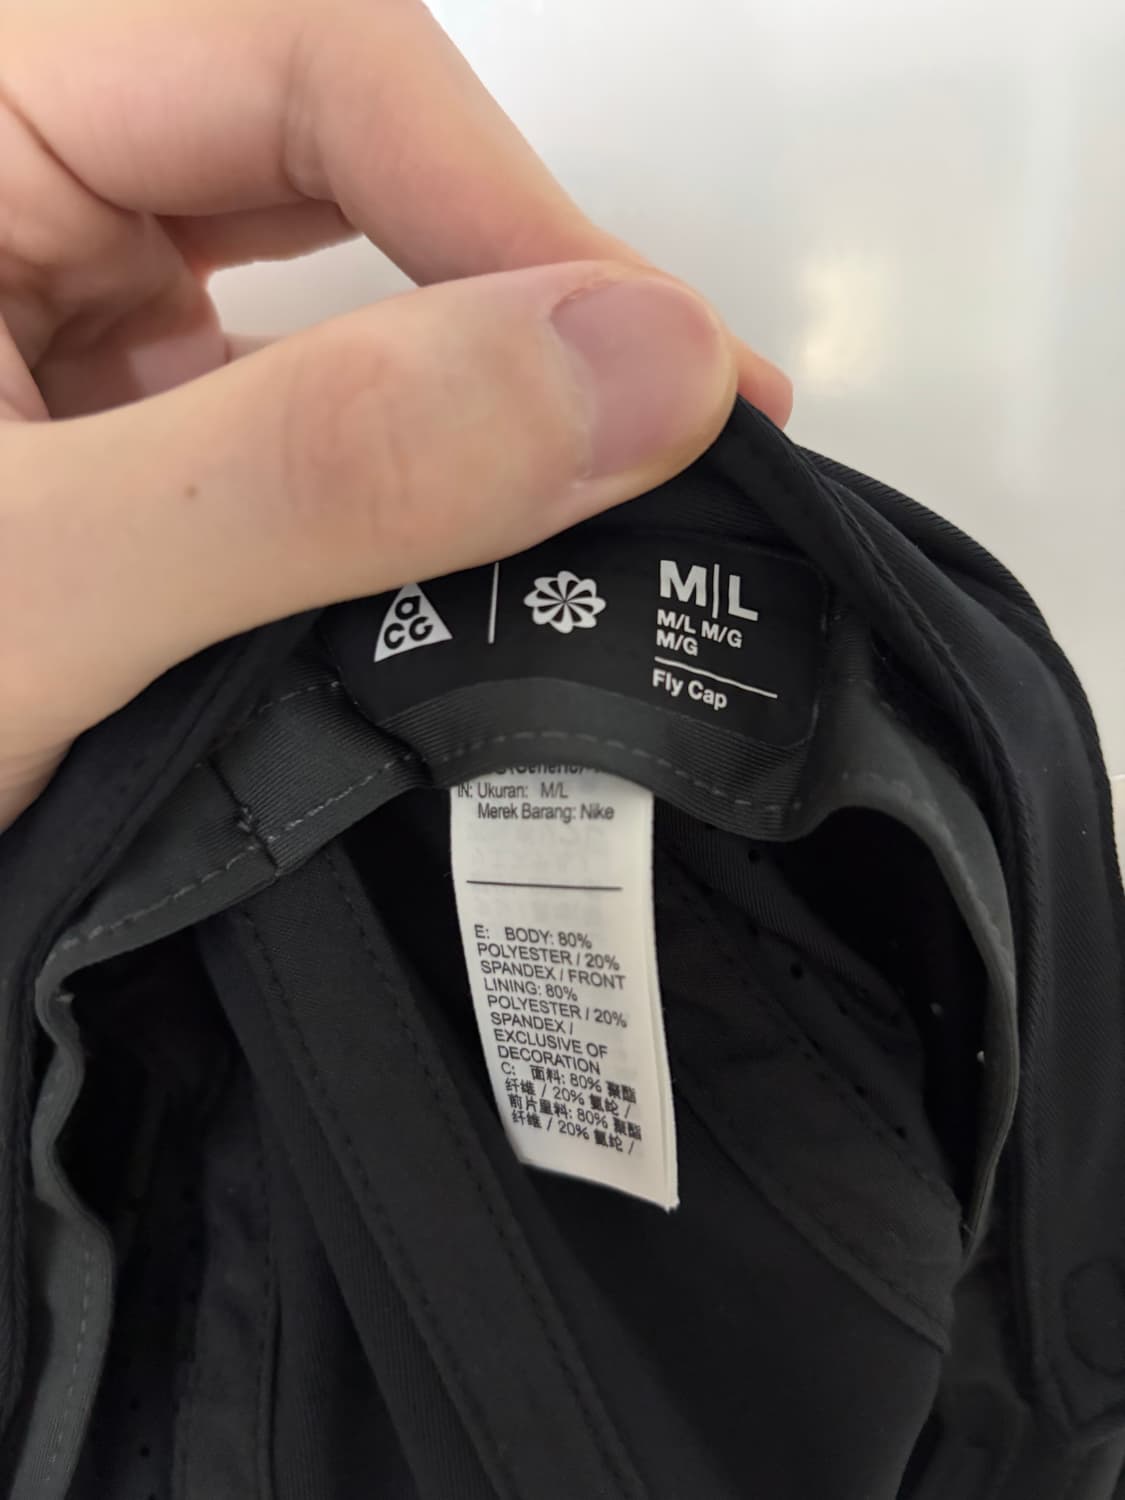 aCG
M|L
M/L M/G
M/G
Fly Cap
IN: Ukuran: M/L
Merek Barang: Nike
E: BODY: 80%
POLYESTER / 20%
SPANDEX / FRONT
LINING: 80%
POLYESTER / 20%
SPANDEX /
EXCLUSIVE OF
DECORATION
C: 面料: 80% 聚酯
纤维 / 20% 氨纶 /
前片里料: 80% 聚酯
纤维 / 20% 氨纶 /